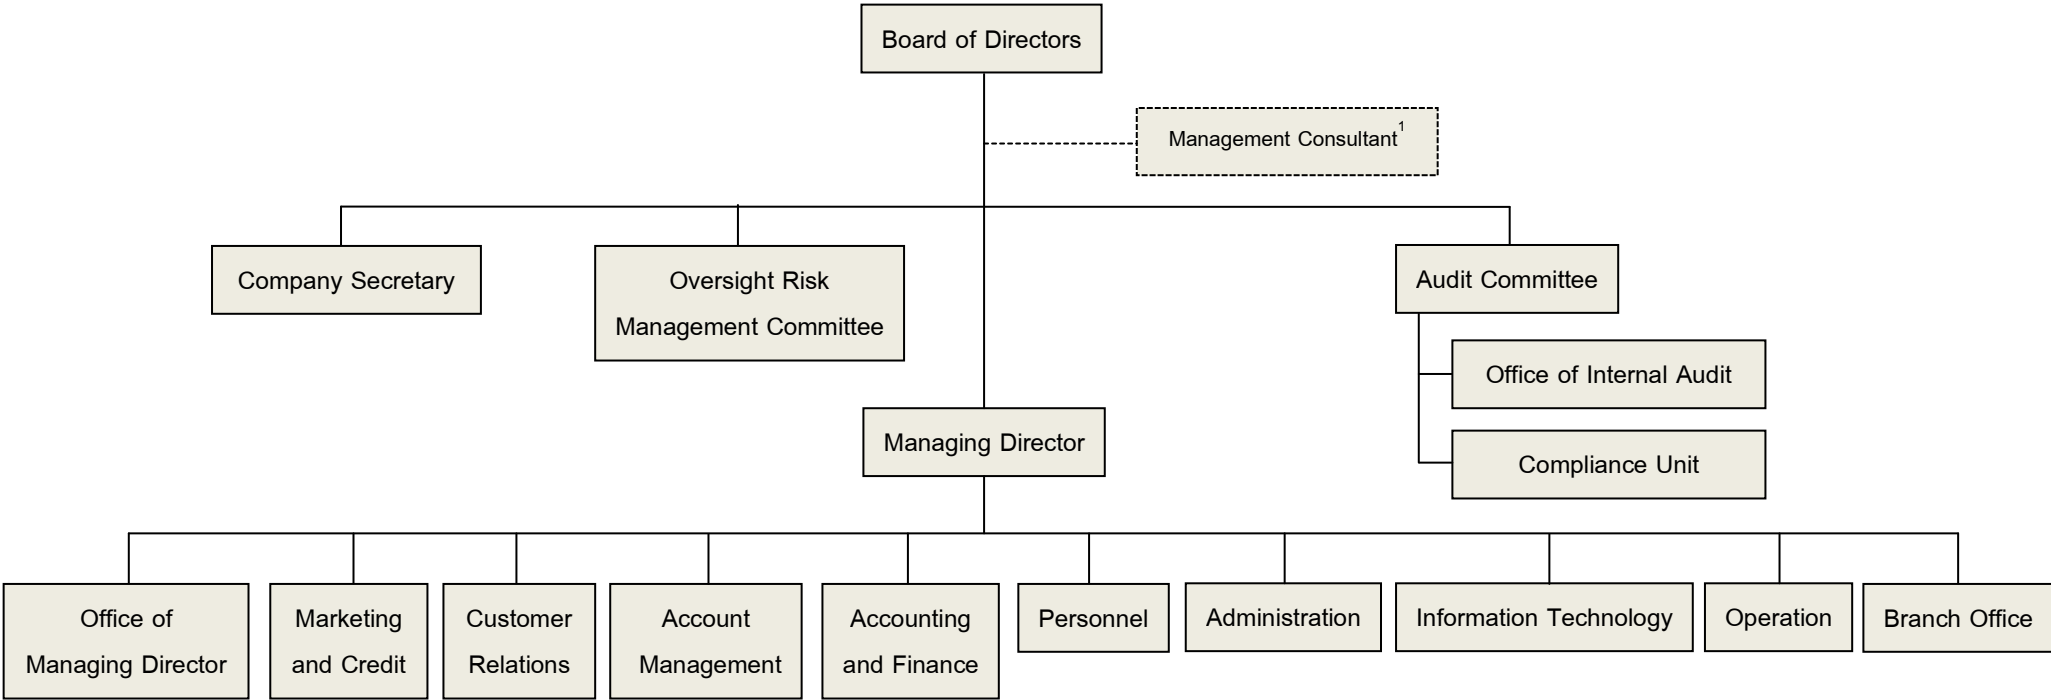 Board of Directors
Management Consultant1
Company Secretary
Oversight Risk
Management Committee
Audit Committee
Office of Internal Audit
Compliance Unit
Managing Director
Office of
Managing Director
Marketing
and Credit
Customer
Relations
Account
Management
Accounting
and Finance
Personnel
Administration
Information Technology
Operation
Branch Office